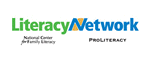 LiteracyNetwork
National Center
for Family Literacy
PROLITERACY